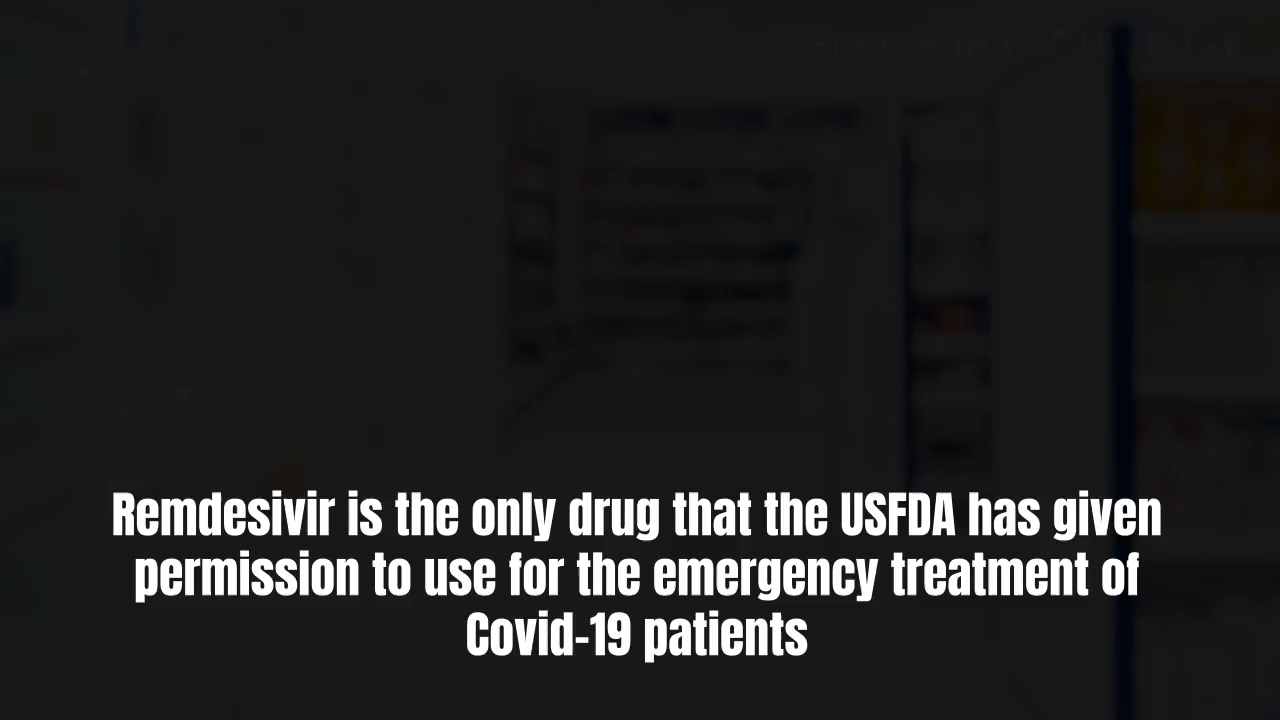 Remdesivir is the only drug that the USFDA has given
permission to use for the emergency treatment of
Covid-19 patients